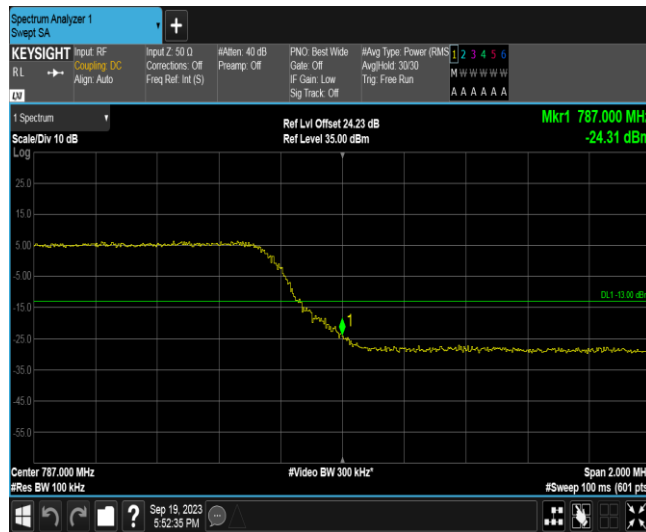 Spectrum Analyzer 1
Swept SA
+
KEYSIGHT
RL
LXI
Input: RF
Coupling: DC
Align: Auto
Input Z: 50 Ω
Corrections: Off
Freq Ref: Int (S)
#Atten: 40 dB
Preamp: Off
PNO: Best Wide
Gate: Off
IF Gain: Low
Sig Track: Off
#Avg Type: Power (RMS
Avg|Hold: 30/30
Trig: Free Run
1 2 3 4 5 6
M W W W W W
A A A A A A
1 Spectrum
Scale/Div 10 dB
Log
Ref Lvl Offset 24.23 dB
Ref Level 35.00 dBm
Mkr1 787.000 MHz
-24.31 dBm
25.0
15.0
5.00
-5.00
-15.0
-25.0
-35.0
-45.0
-55.0
DL1 -13.00 dBm
1
Center 787.000 MHz
#Res BW 100 kHz
#Video BW 300 kHz*
Span 2.000 MHz
#Sweep 100 ms (601 pts)
?
Sep 19, 2023
5:52:35 PM